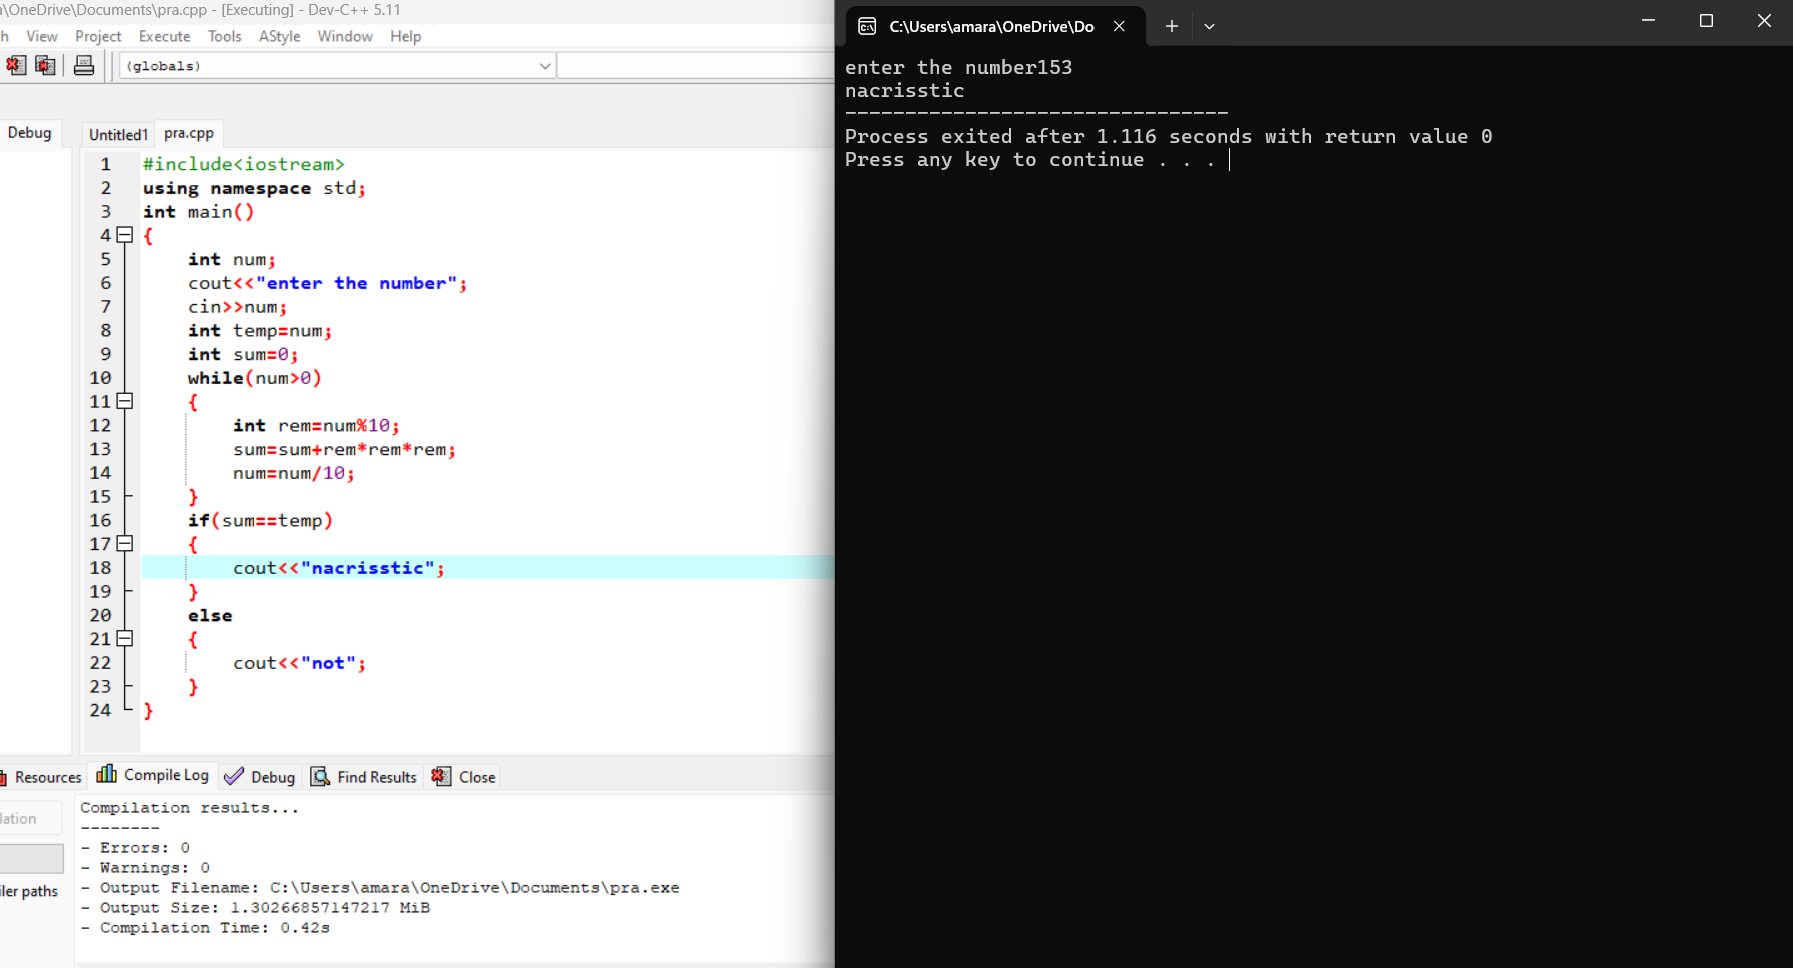 \OneDrive\Documents\pra.cpp - [Executing] - Dev-C++ 5.11
h View Project Execute Tools AStyle Window Help
(globals)
Debug
Untitled1 pra.cpp
1 #include<iostream>
2 using namespace std;
3 int main()
4 {
5 int num;
6 cout<<"enter the number";
7 cin>>num;
8 int temp=num;
9 int sum=0;
10 while(num>0)
11 {
12 int rem=num%10;
13 sum=sum+rem*rem*rem;
14 num=num/10;
15 }
16 if(sum==temp)
17 {
18 cout<<"nacrisstic";
19 }
20 else
21 {
22 cout<<"not";
23 }
24 }
Resources Compile Log Debug Find Results Close
lation
iler paths
Compilation results...
--------
- Errors: 0
- Warnings: 0
- Output Filename: C:\Users\amara\OneDrive\Documents\pra.exe
- Output Size: 1.30266857147217 MiB
- Compilation Time: 0.42s
C:\Users\amara\OneDrive\Do
enter the number153
nacrisstic
--------------------------------
Process exited after 1.116 seconds with return value 0
Press any key to continue . . .